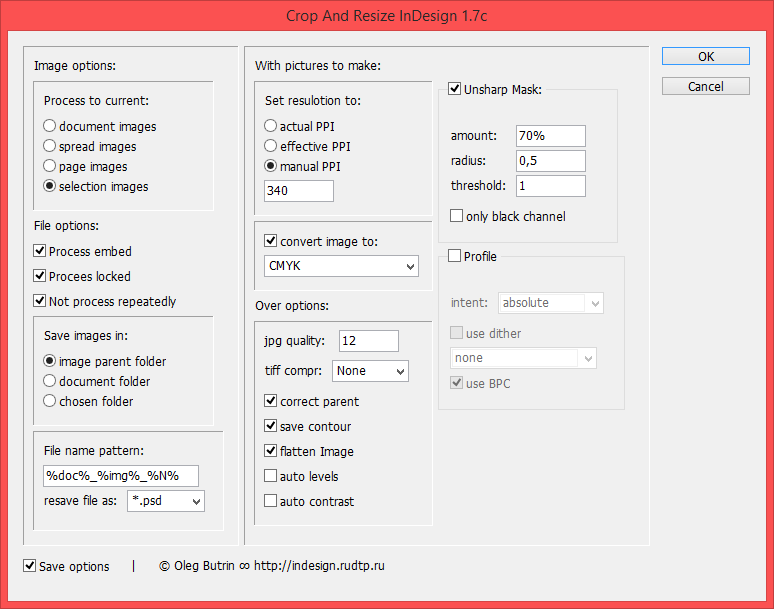 Crop And Resize InDesign 1.7c
Image options:
Process to current:
document images
spread images
page images
selection images
File options:
Process embed
Procees locked
Not process repeatedly
Save images in:
image parent folder
document folder
chosen folder
File name pattern:
%doc%_%img%_%N%
resave file as: *.psd
With pictures to make:
Set resulution to:
actual PPI
effective PPI
manual PPI
340
convert image to:
CMYK
Over options:
jpg quality: 12
tiff compr: None
correct parent
save contour
flatten Image
auto levels
auto contrast
Unsharp Mask:
amount: 70%
radius: 0,5
threshold: 1
only black channel
Profile
intent: absolute
use dither
none
use BPC
OK
Cancel
Save options | © Oleg Butrin ∞ http://indesign.rudtp.ru